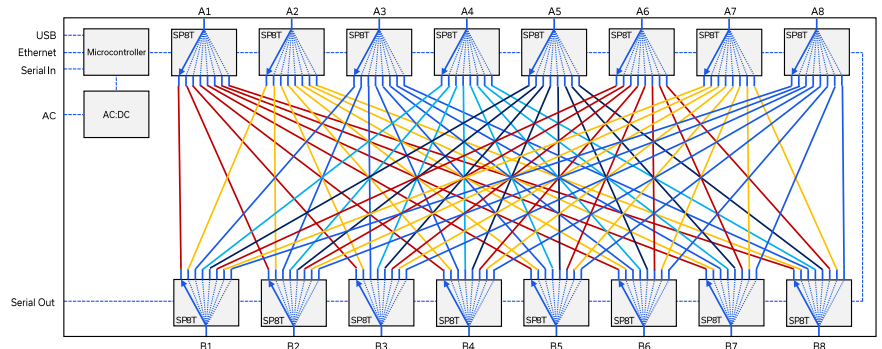 A1 A2 A3 A4 A5 A6 A7 A8
USB
SP8T SP8T SP8T SP8T SP8T SP8T SP8T SP8T
Ethernet
Microcontroller
Serial In
AC
AC:DC
Serial Out
SP8T SP8T SP8T SP8T SP8T SP8T SP8T SP8T
B1 B2 B3 B4 B5 B6 B7 B8